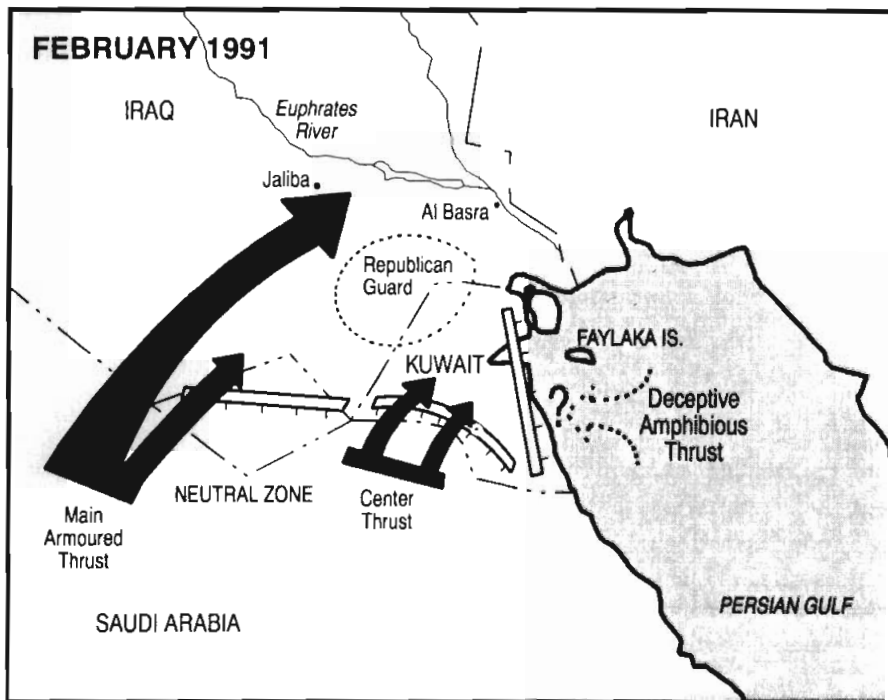 FEBRUARY 1991
IRAQ
Euphrates
River
IRAN
Jaliba
Al Basra
Republican
Guard
FAYLAKA IS.
KUWAIT
?
Deceptive
Amphibious
Thrust
NEUTRAL ZONE
Center
Thrust
Main
Armoured
Thrust
PERSIAN GULF
SAUDI ARABIA